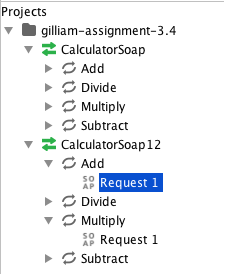 Projects
gilliam-assignment-3.4
CalculatorSoap
Add
Divide
Multiply
Subtract
CalculatorSoap12
Add
SOAP Request 1
Divide
Multiply
SOAP Request 1
Subtract